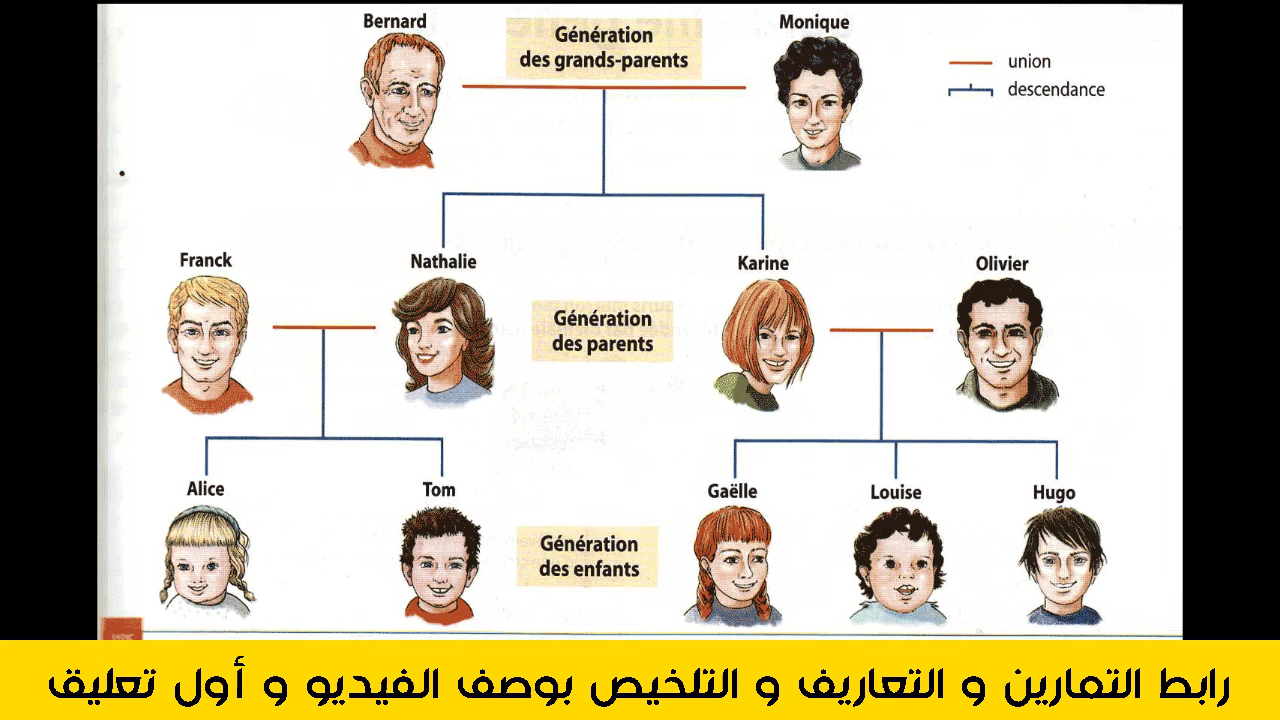 Bernard
Génération
des grands-parents
Monique
union
descendance
Franck
Nathalie
Karine
Olivier
Génération
des parents
Alice
Tom
Gaëlle
Louise
Hugo
Génération
des enfants
رابط التمارين و التعاريف و التلخيص بوصف الفيديو و أول تعليق